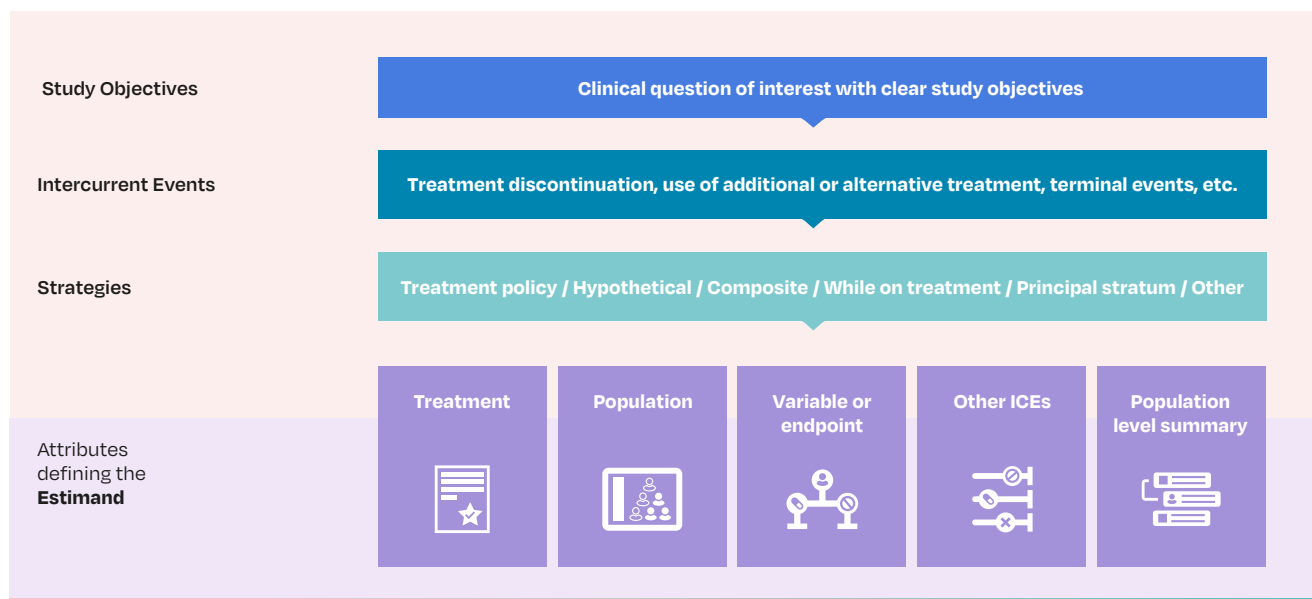 Study Objectives
Clinical question of interest with clear study objectives
Intercurrent Events
Treatment discontinuation, use of additional or alternative treatment, terminal events, etc.
Strategies
Treatment policy / Hypothetical / Composite / While on treatment / Principal stratum / Other
Attributes
defining the
Estimand
Treatment
Population
Variable or
endpoint
Other ICEs
Population
level summary